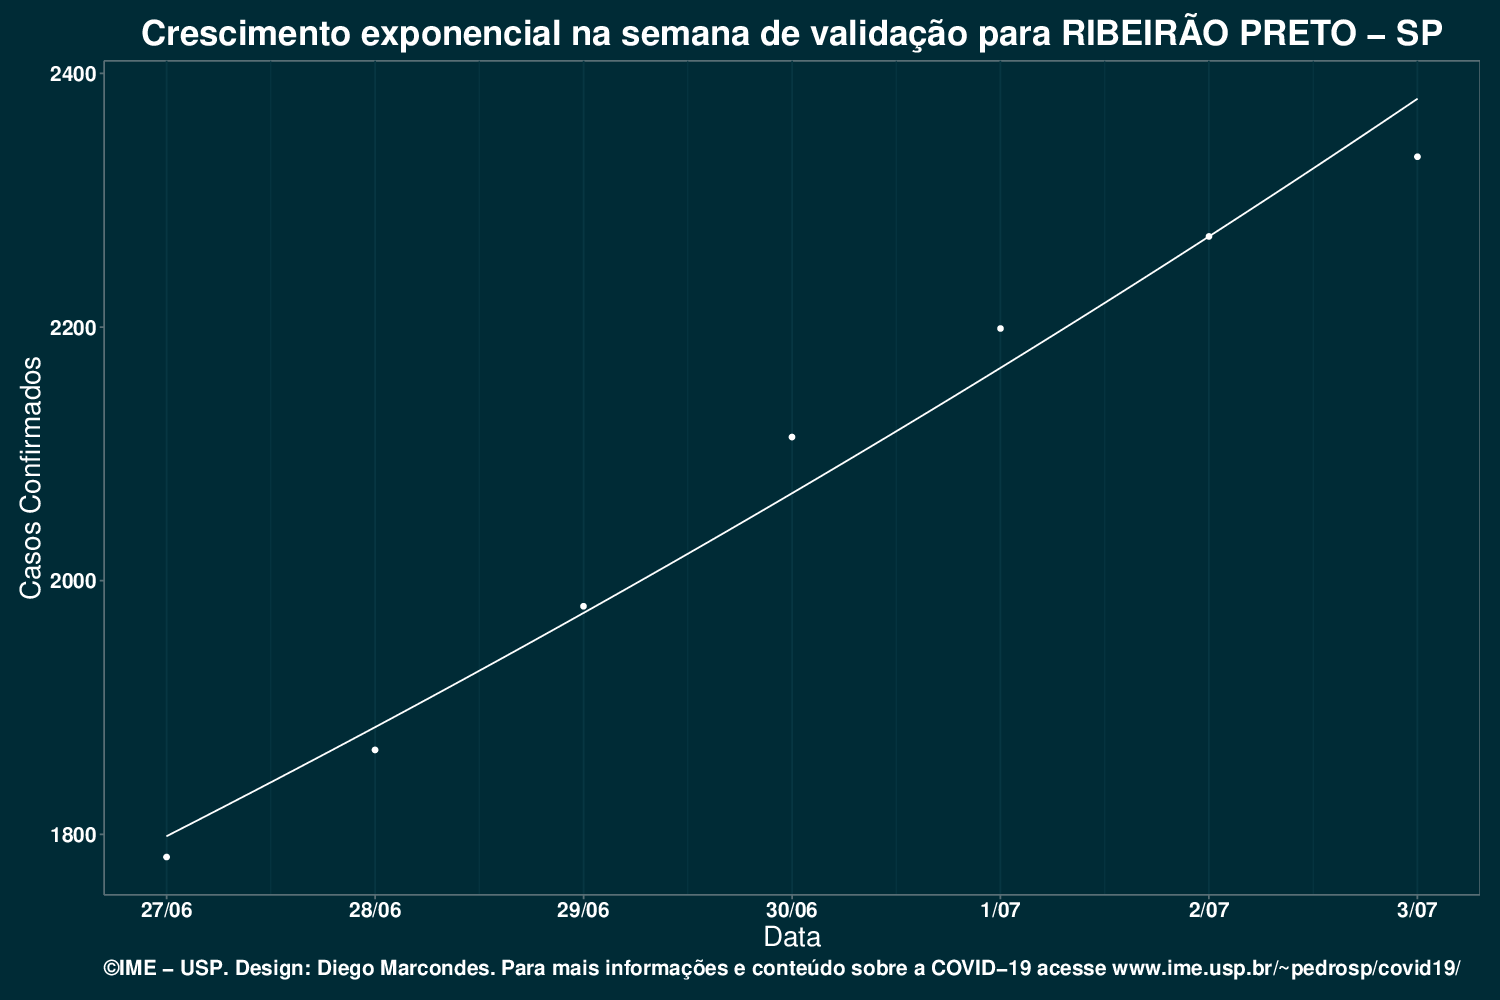 Crescimento exponencial na semana de validação para RIBEIRÃO PRETO – SP
2400
2200
2000
1800
Casos Confirmados
27/06 28/06 29/06 30/06 1/07 2/07 3/07
Data
©IME – USP. Design: Diego Marcondes. Para mais informações e conteúdo sobre a COVID–19 acesse www.ime.usp.br/~pedrosp/covid19/